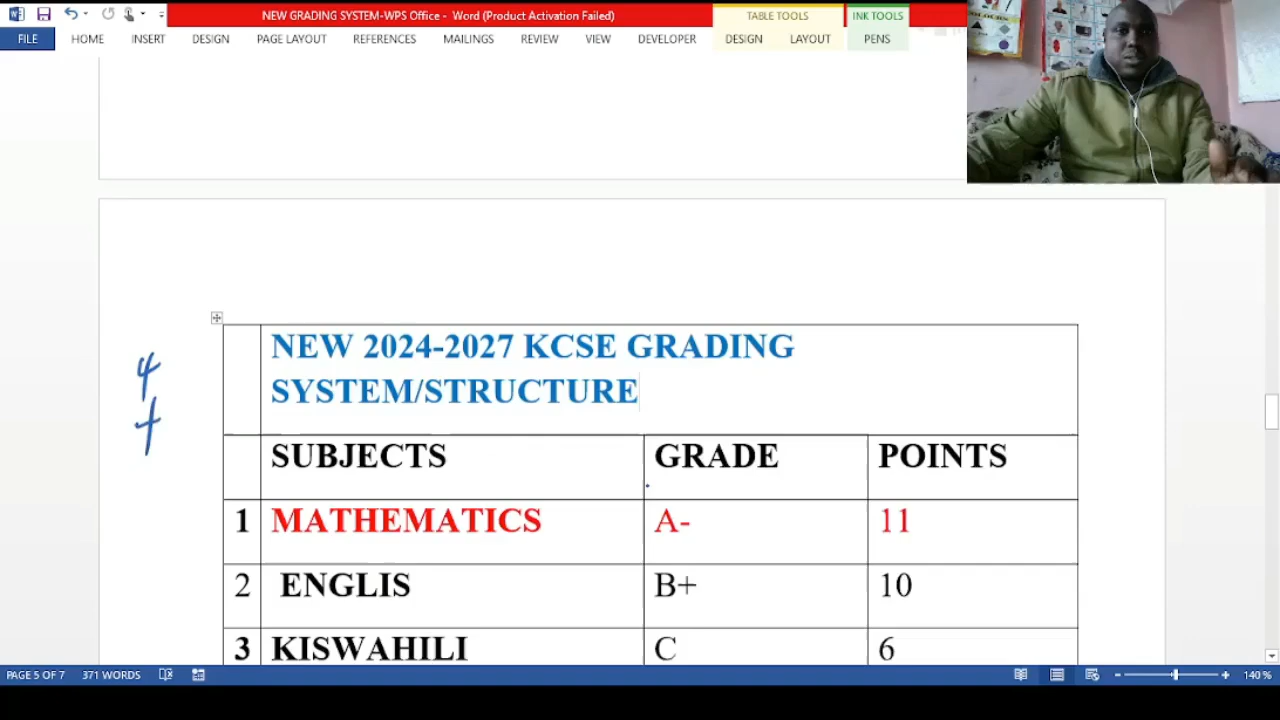 NEW GRADING SYSTEM-WPS Office - Word (Product Activation Failed)
TABLE TOOLS
INK TOOLS
FILE HOME INSERT DESIGN PAGE LAYOUT REFERENCES MAILINGS REVIEW VIEW DEVELOPER DESIGN LAYOUT PENS
NEW 2024-2027 KCSE GRADING
SYSTEM/STRUCTURE
4
SUBJECTS GRADE POINTS
1 MATHEMATICS A- 11
2 ENGLIS B+ 10
3 KISWAHILI C 6
PAGE 5 OF 7 371 WORDS 140%